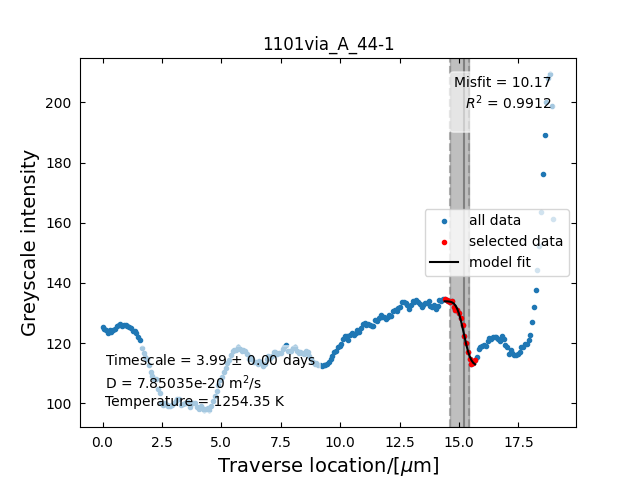 1101via_A_44-1
Misfit = 10.17
R² = 0.9912
all data
selected data
model fit
Timescale = 3.99 ± 0.00 days
D = 7.85035e-20 m²/s
Temperature = 1254.35 K
Greyscale intensity
200
180
160
140
120
100
0.0 2.5 5.0 7.5 10.0 12.5 15.0 17.5
Traverse location/[μm]